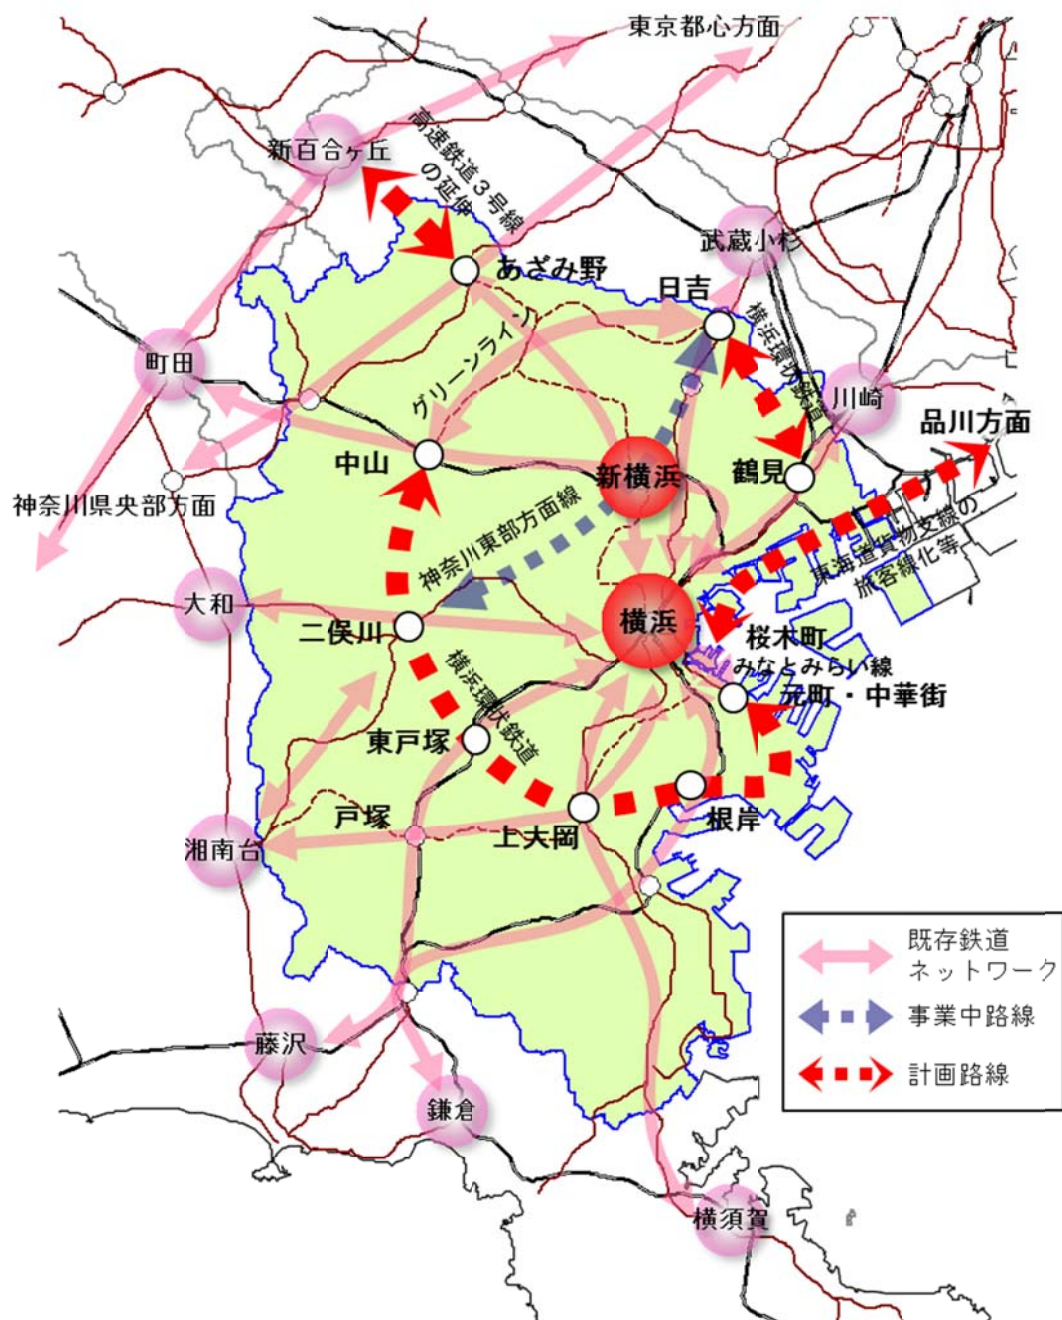 東京都心方面
新百合ヶ丘
高速鉄道3号線
の延伸
武蔵小杉
あざみ野
日吉
横浜環状鉄道
グリーンライン
町田
川崎
品川方面
中山
新横浜
鶴見
神奈川県央部方面
神奈川東部方面線
東海道貨物支線の
旅客線化等
大和
二俣川
横浜
桜木町
みなとみらい線
元町・中華街
横浜環状鉄道
東戸塚
戸塚
上大岡
根岸
湘南台
既存鉄道
ネットワーク
事業中路線
計画路線
藤沢
鎌倉
横須賀